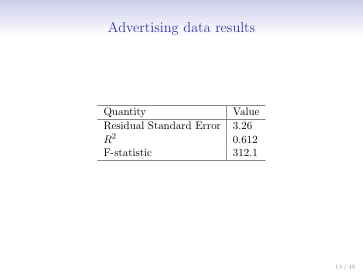 Advertising data results
Quantity Value
Residual Standard Error 3.26
R² 0.612
F-statistic 312.1
13 / 48